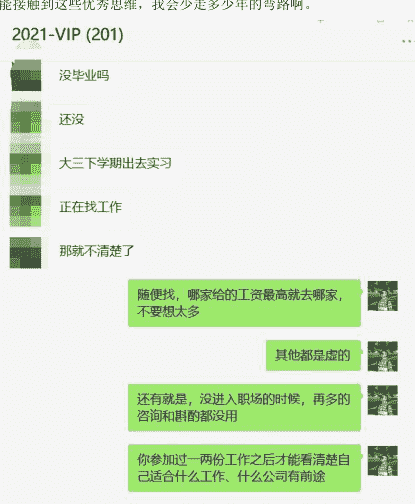 能接触到这些优秀思维，我会少走多少年的弯路啊。
2021-VIP (201)
没毕业吗
还没
大三下学期出去实习
正在找工作
那就不清楚了
随便找，哪家给的工资最高就去哪家，
不要想太多
其他都是虚的
还有就是，没进入职场的时候，再多的
咨询和斟酌都没用
你参加过一两份工作之后才能看清楚自
己适合什么工作、什么公司有前途